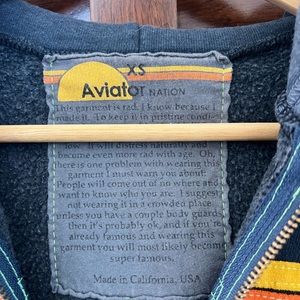 XS
Aviator NATION
This garment is rad. I know because i
made it. To keep it in pristine condi-
love. It will distress naturally and
become even more rad with age. Oh,
there is one problem with wearing this
garment I must warn you about:
People will come out of no where and
want to know who you are. I suggest
not wearing it in a crowded place
unless you have a couple body guards
then it's probably ok, and if you're
already famous and wearing this
garment you will most likely become
super famous.
Made in California, USA